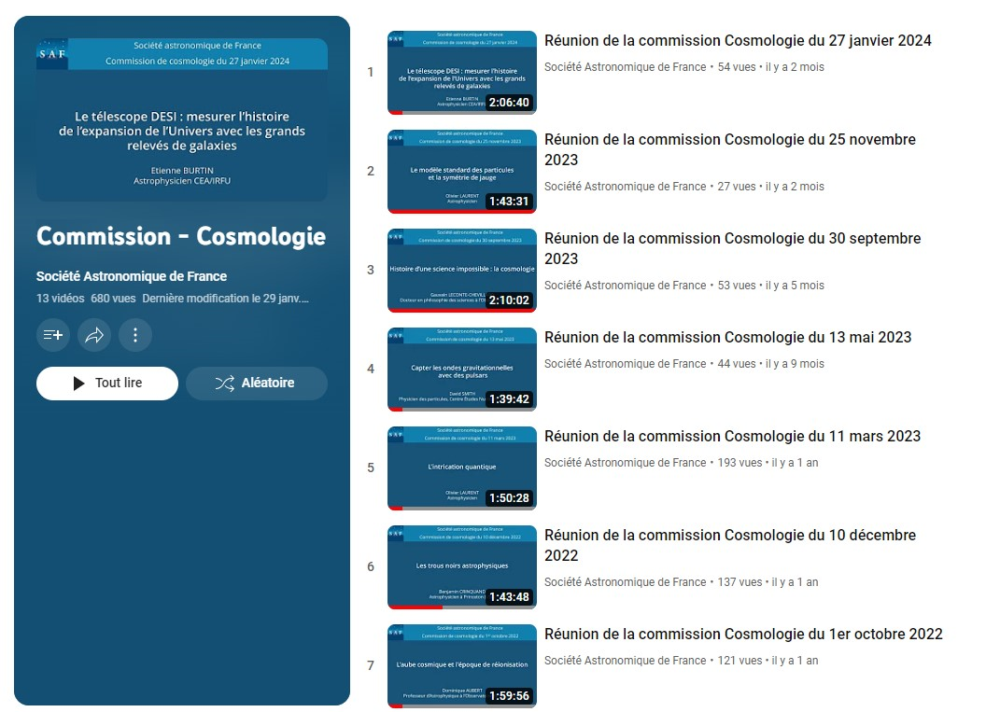 SAF
Société astronomique de France
Commission de cosmologie du 27 janvier 2024
Le télescope DESI : mesurer l'histoire
de l'expansion de l'Univers avec les grands
relevés de galaxies
Etienne BURTIN
Astrophysicien CEA/IRFU
Commission - Cosmologie
Société Astronomique de France
13 vidéos 680 vues Dernière modification le 29 janv.…
Tout lire
Aléatoire
1
SAF
Société astronomique de France
Commission de cosmologie du 27 janvier 2024
Le télescope DESI : mesurer l'histoire
de l'expansion de l'Univers avec les grands
relevés de galaxies
Etienne BURTIN
Astrophysicien CEA/IRFU
2:06:40
Réunion de la commission Cosmologie du 27 janvier 2024
Société Astronomique de France • 54 vues • il y a 2 mois
2
SAF
Société astronomique de France
Commission de cosmologie du 25 novembre 2023
Le modèle standard des particules
et la symétrie de jauge
Olivier LAURENT
Astrophysicien
1:43:31
Réunion de la commission Cosmologie du 25 novembre
2023
Société Astronomique de France • 27 vues • il y a 2 mois
3
SAF
Société astronomique de France
Commission de cosmologie du 30 septembre 2023
Histoire d'une science impossible : la cosmologie
Gauvain LECONTE-CHEVILL
Docteur en philosophie des sciences à l'U
2:10:02
Réunion de la commission Cosmologie du 30 septembre
2023
Société Astronomique de France • 53 vues • il y a 5 mois
4
SAF
Société astronomique de France
Commission de cosmologie du 13 mai 2023
Capter les ondes gravitationnelles
avec des pulsars
David SMITH
Physicien des particules, Centre Études Nu
1:39:42
Réunion de la commission Cosmologie du 13 mai 2023
Société Astronomique de France • 44 vues • il y a 9 mois
5
SAF
Société astronomique de France
Commission de cosmologie du 11 mars 2023
L'intrication quantique
Olivier LAURENT
Astrophysicien
1:50:28
Réunion de la commission Cosmologie du 11 mars 2023
Société Astronomique de France • 193 vues • il y a 1 an
6
SAF
Société astronomique de France
Commission de cosmologie du 10 décembre 2022
Les trous noirs astrophysiques
Benjamin CRINQUAND
Astrophysicien à Princeton
1:43:48
Réunion de la commission Cosmologie du 10 décembre
2022
Société Astronomique de France • 137 vues • il y a 1 an
7
SAF
Société astronomique de France
Commission de cosmologie du 1er octobre 2022
L'aube cosmique et l'époque de réionisation
Dominique AUBERT
Professeur d'Astrophysique à l'Observat
1:59:56
Réunion de la commission Cosmologie du 1er octobre 2022
Société Astronomique de France • 121 vues • il y a 1 an